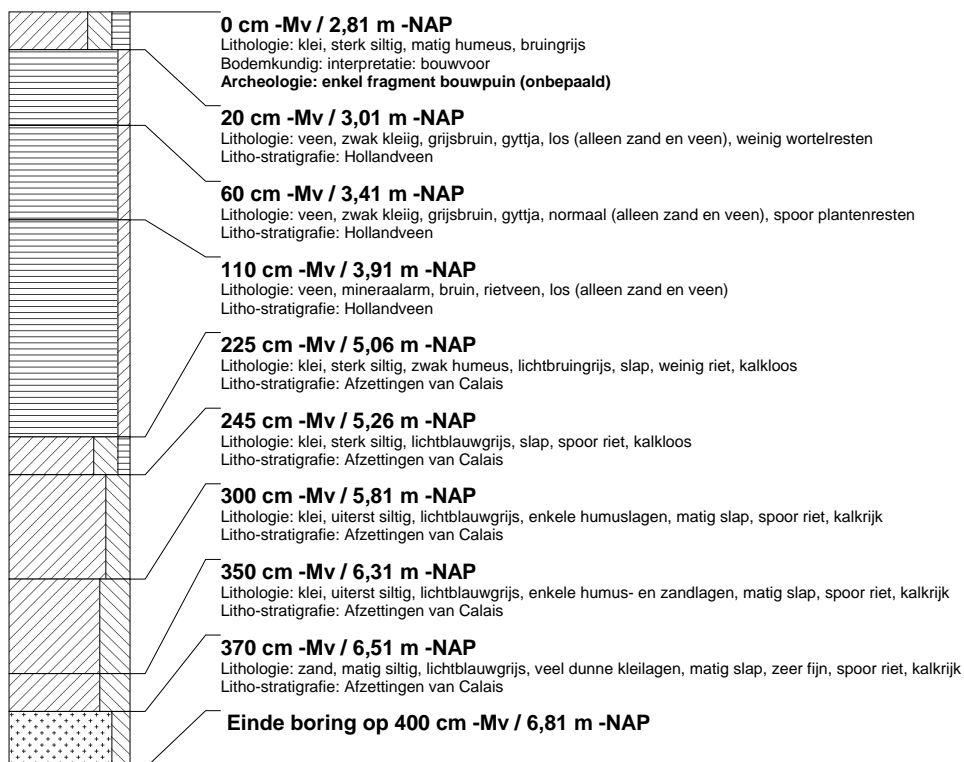 0 cm -Mv / 2,81 m -NAP
Lithologie: klei, sterk siltig, matig humeus, bruingrijs
Bodemkundig: interpretatie: bouwvoor
Archeologie: enkel fragment bouwpuin (onbepaald)
20 cm -Mv / 3,01 m -NAP
Lithologie: veen, zwak kleiig, grijsbruin, gyttja, los (alleen zand en veen), weinig wortelresten
Litho-stratigrafie: Hollandveen
60 cm -Mv / 3,41 m -NAP
Lithologie: veen, zwak kleiig, grijsbruin, gyttja, normaal (alleen zand en veen), spoor plantenresten
Litho-stratigrafie: Hollandveen
110 cm -Mv / 3,91 m -NAP
Lithologie: veen, mineraalarm, bruin, rietveen, los (alleen zand en veen)
Litho-stratigrafie: Hollandveen
225 cm -Mv / 5,06 m -NAP
Lithologie: klei, sterk siltig, zwak humeus, lichtbruingrijs, slap, weinig riet, kalkloos
Litho-stratigrafie: Afzettingen van Calais
245 cm -Mv / 5,26 m -NAP
Lithologie: klei, sterk siltig, lichtblauwgrijs, slap, spoor riet, kalkloos
Litho-stratigrafie: Afzettingen van Calais
300 cm -Mv / 5,81 m -NAP
Lithologie: klei, uiterst siltig, lichtblauwgrijs, enkele humuslagen, matig slap, spoor riet, kalkrijk
Litho-stratigrafie: Afzettingen van Calais
350 cm -Mv / 6,31 m -NAP
Lithologie: klei, uiterst siltig, lichtblauwgrijs, enkele humus- en zandlagen, matig slap, spoor riet, kalkrijk
Litho-stratigrafie: Afzettingen van Calais
370 cm -Mv / 6,51 m -NAP
Lithologie: zand, matig siltig, lichtblauwgrijs, veel dunne kleilagen, matig slap, zeer fijn, spoor riet, kalkrijk
Litho-stratigrafie: Afzettingen van Calais
Einde boring op 400 cm -Mv / 6,81 m -NAP